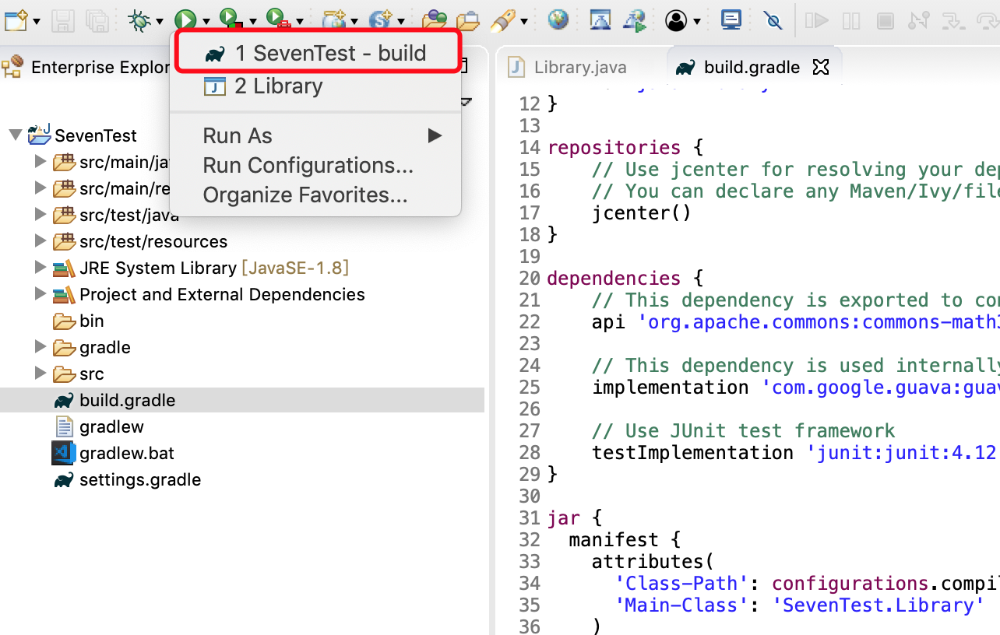 1 SevenTest - build
2 Library
Run As
Run Configurations...
Organize Favorites...
Enterprise Explor
SevenTest
src/main/ja
src/main/re
src/test/java
src/test/resources
JRE System Library [JavaSE-1.8]
Project and External Dependencies
bin
gradle
src
build.gradle
gradlew
gradlew.bat
settings.gradle
Library.java
build.gradle
12 }
13
14 repositories {
15 // Use jcenter for resolving your dep
16 // You can declare any Maven/Ivy/file
17 jcenter()
18 }
19
20 dependencies {
21 // This dependency is exported to con
22 api 'org.apache.commons:commons-math3
23
24 // This dependency is used internally
25 implementation 'com.google.guava:guav
26
27 // Use JUnit test framework
28 testImplementation 'junit:junit:4.12
29 }
30
31 jar {
32 manifest {
33 attributes(
34 'Class-Path': configurations.compil
35 'Main-Class': 'SevenTest.Library'
36 )